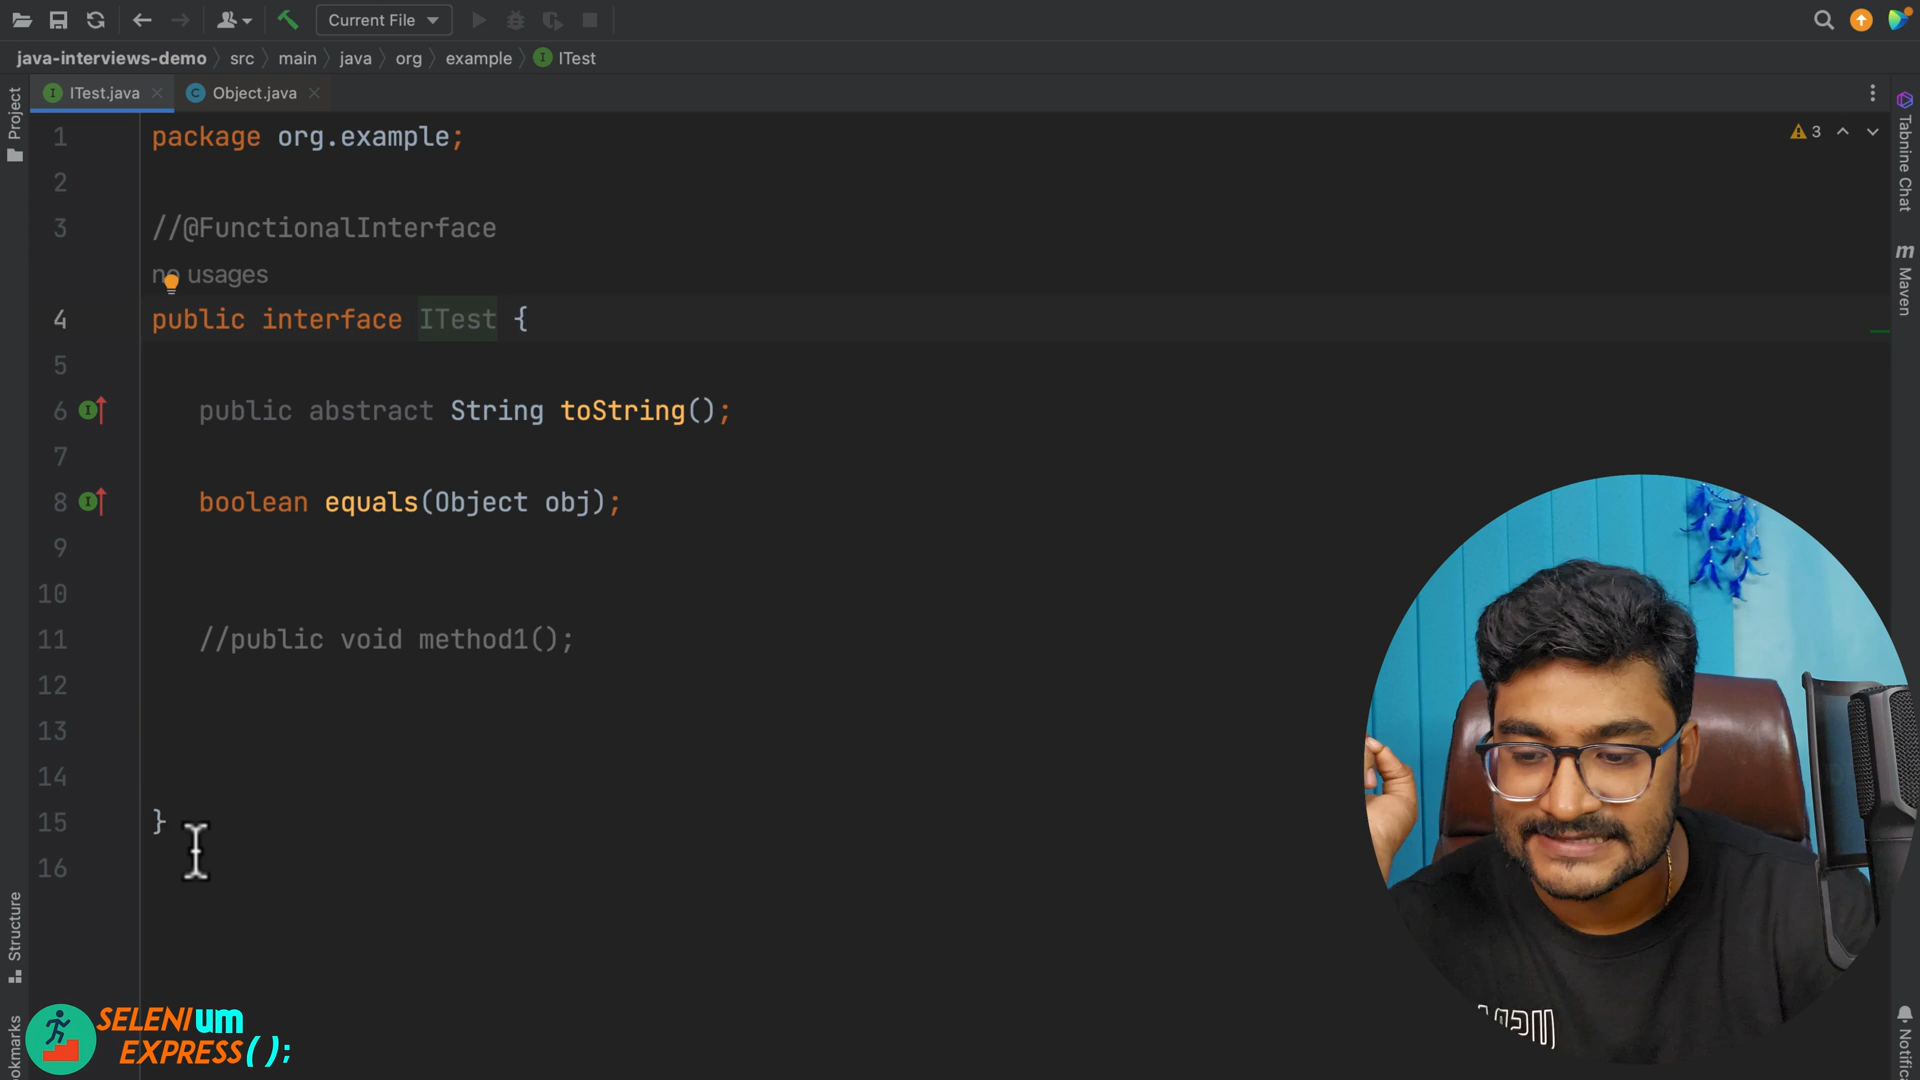 Current File
java-interviews-demo 〉 src 〉 main 〉 java 〉 org 〉 example 〉 ITest
ITest.java
Object.java
Project
1 package org.example;
3
2
3 //@FunctionalInterface
no usages
4 public interface ITest {
5
6 public abstract String toString();
7
8 boolean equals(Object obj);
9
10
11 //public void method1();
12
13
14
15 }
16
Tabnine Chat
m Maven
Structure
ookmarks
Notifica
SELENIUM
EXPRESS();